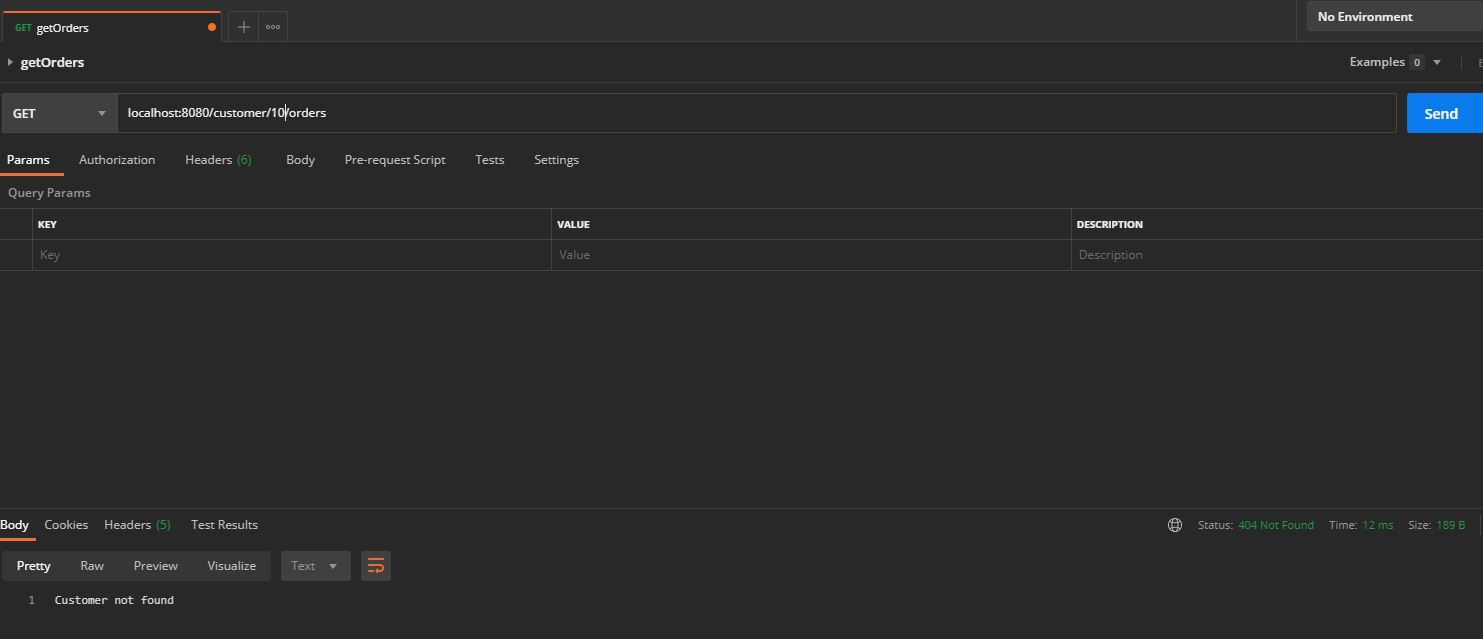 GET getOrders
No Environment
getOrders
Examples 0
GET localhost:8080/customer/10/orders Send
Params Authorization Headers (6) Body Pre-request Script Tests Settings
Query Params
KEY VALUE DESCRIPTION
Key Value Description
Body Cookies Headers (5) Test Results Status: 404 Not Found Time: 12 ms Size: 189 B
Pretty Raw Preview Visualize Text
1 Customer not found